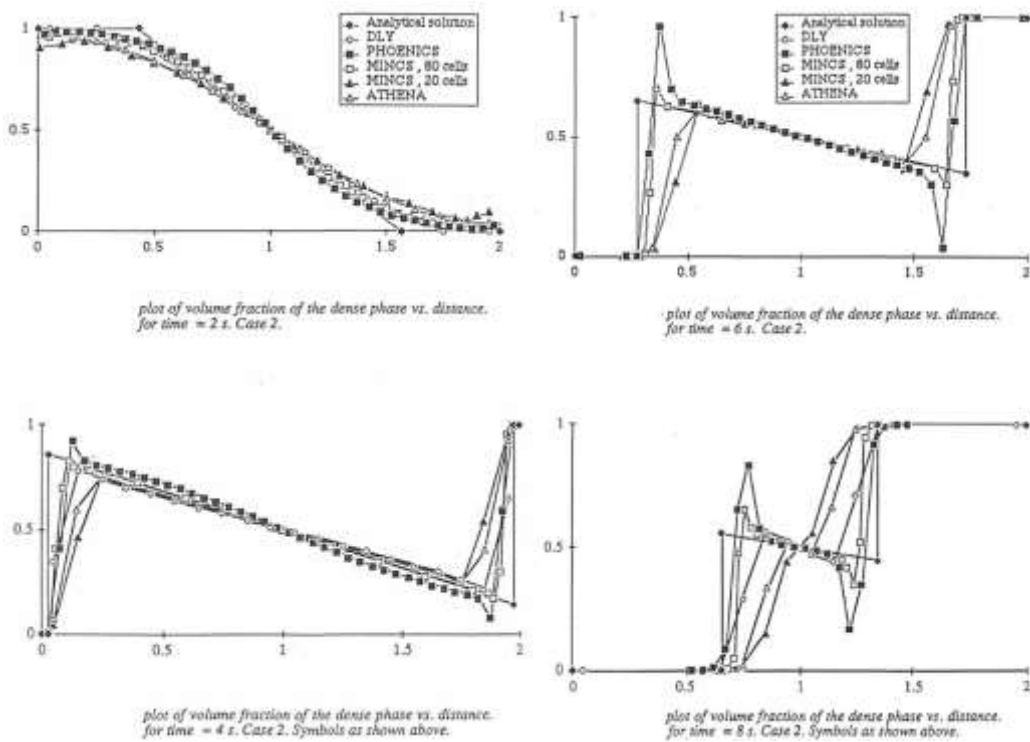 Analytical solution
DLY
PHOENICS
MINCS, 60 cells
MINCS, 20 cells
ATHENA
1
0.5
0
0 0.5 1 1.5 2
plot of volume fraction of the dense phase vs. distance.
for time = 2 s. Case 2.
Analytical solution
DLY
PHOENICS
MINCS, 60 cells
MINCS, 20 cells
ATHENA
1
0.5
0
0 0.5 1 1.5 2
plot of volume fraction of the dense phase vs. distance.
for time = 6 s. Case 2.
1
0.5
0
0 0.5 1 1.5 2
plot of volume fraction of the dense phase vs. distance.
for time = 4 s. Case 2. Symbols as shown above.
1
0.5
0
0 0.5 1 1.5 2
plot of volume fraction of the dense phase vs. distance.
for time = 8 s. Case 2. Symbols as shown above.